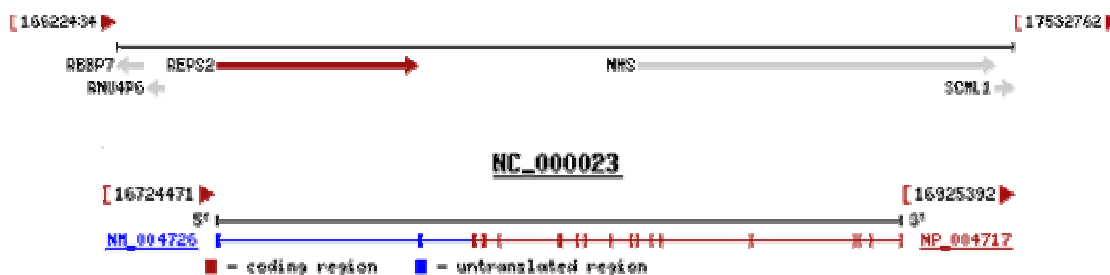 [16622434 [17532762
RBBP7 REPS2 NHS
RNU4P6 SCML1
NC_000023
[16724471 [16925392
5' 3'
NM_004726 NP_004717
- coding region - untranslated region